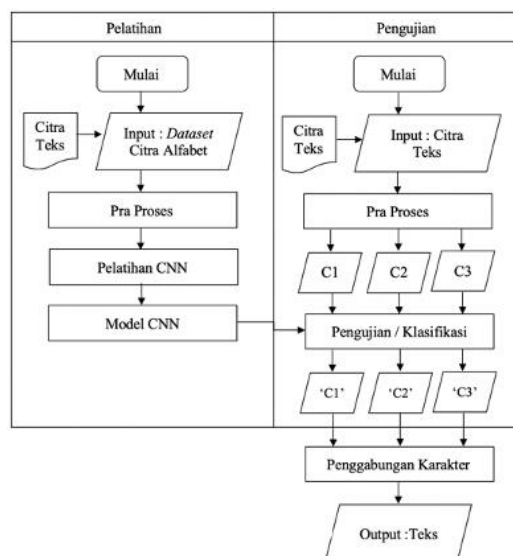 Pelatihan
Mulai
Citra
Teks
Input : Dataset
Citra Alfabet
Pra Proses
Pelatihan CNN
Model CNN
Pengujian
Mulai
Citra
Teks
Input : Citra
Teks
Pra Proses
C1
C2
C3
Pengujian / Klasifikasi
‘C1’
‘C2’
‘C3’
Penggabungan Karakter
Output :Teks